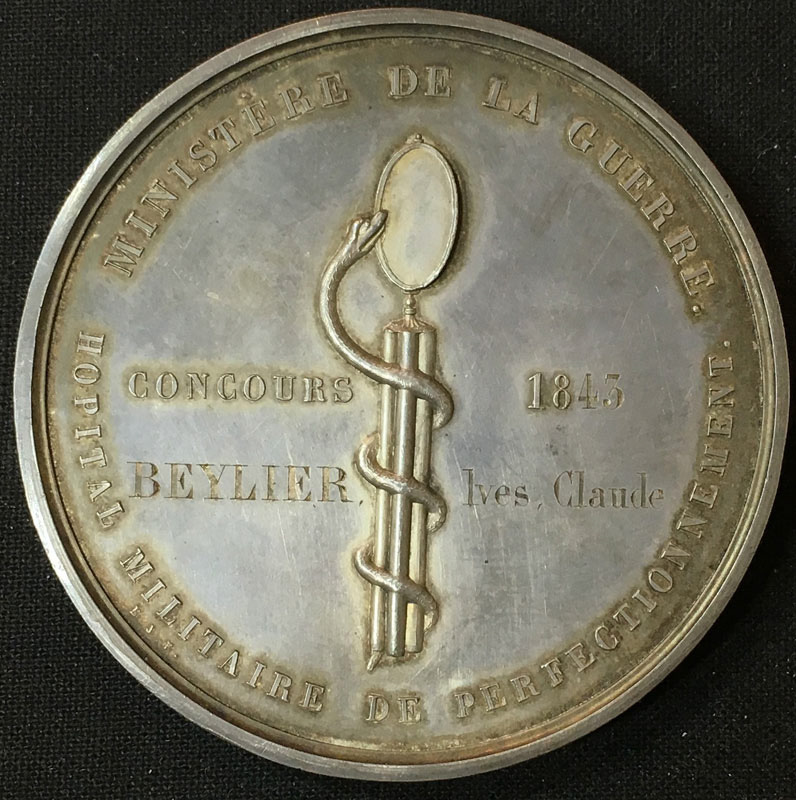 MINISTÈRE DE LA GUERRE.
CONCOURS 1843
BEYLIER, Ives, Claude
HOPITAL MILITAIRE DE PERFECTIONNEMENT.